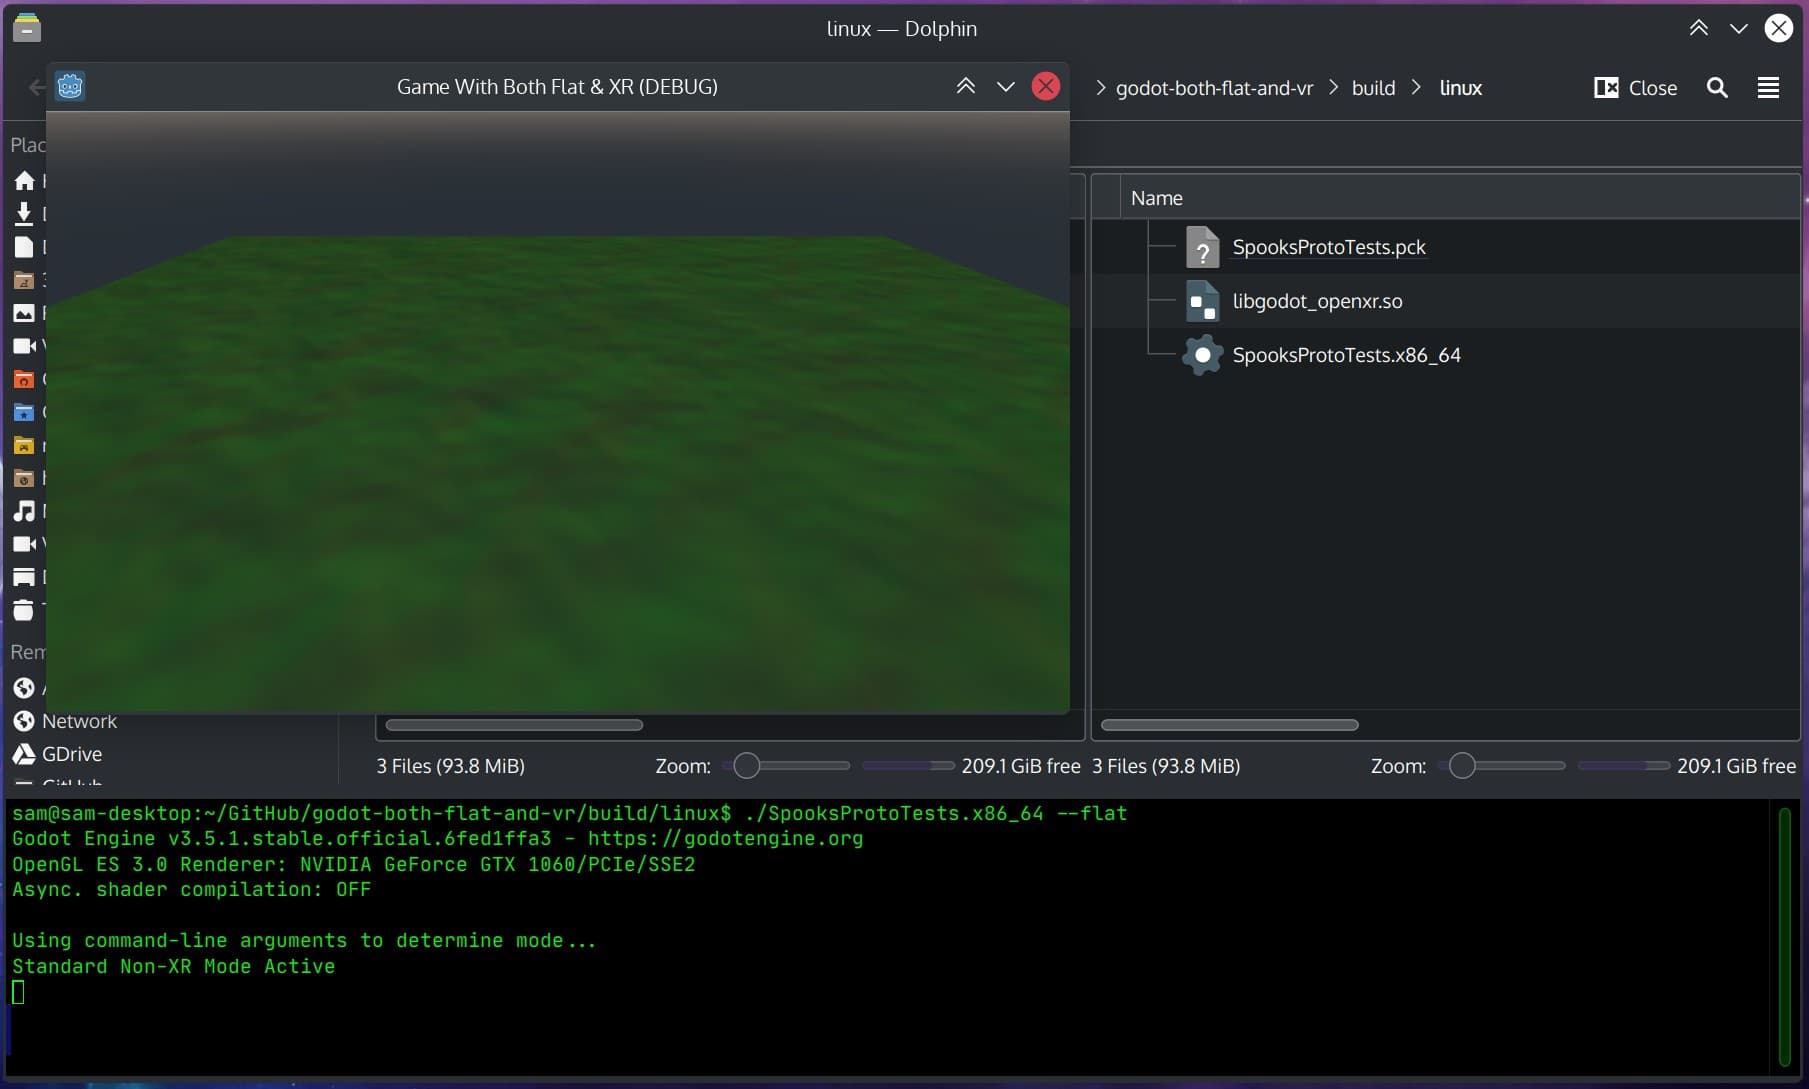 linux — Dolphin
Game With Both Flat & XR (DEBUG)
godot-both-flat-and-vr
build
linux
Close
Name
SpooksProtoTests.pck
libgodot_openxr.so
SpooksProtoTests.x86_64
Network
GDrive
3 Files (93.8 MiB)
Zoom:
209.1 GiB free
3 Files (93.8 MiB)
Zoom:
209.1 GiB free
sam@sam-desktop:~/GitHub/godot-both-flat-and-vr/build/linux$ ./SpooksProtoTests.x86_64 --flat
Godot Engine v3.5.1.stable.official.6fed1ffa3 - https://godotengine.org
OpenGL ES 3.0 Renderer: NVIDIA GeForce GTX 1060/PCIe/SSE2
Async. shader compilation: OFF
Using command-line arguments to determine mode...
Standard Non-XR Mode Active